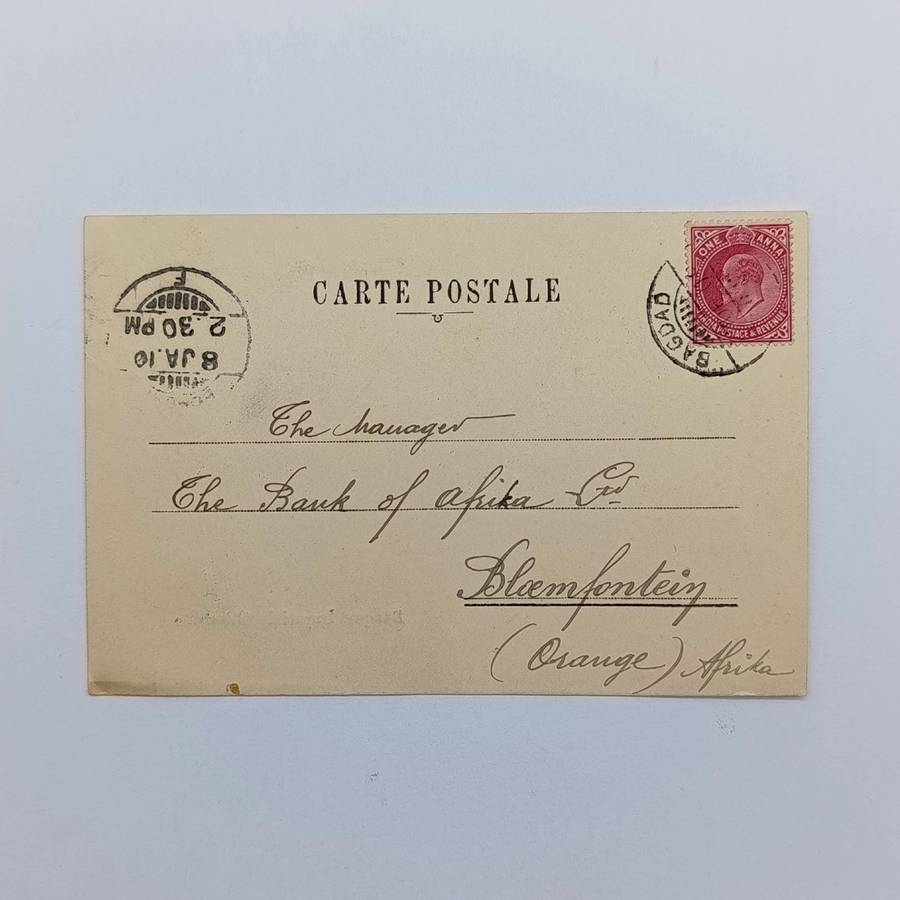 CARTE POSTALE
ONE ANNA
INDIA POSTAGE & REVENUE
BAGDAD
F
2.30 PM
8 JA.10
The Manager
The Bank of Afrika Ltd
Bloemfontein
(Orange) Afrika